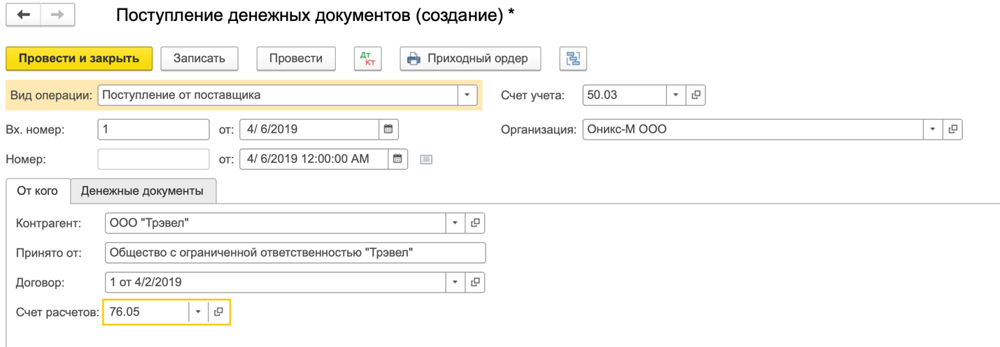 Поступление денежных документов (создание) *
Провести и закрыть Записать Провести Дт Кт Приходный ордер
Вид операции: Поступление от поставщика Счет учета: 50.03
Вх. номер: 1 от: 4/ 6/2019 Организация: Оникс-М ООО
Номер: от: 4/ 6/2019 12:00:00 AM
От кого Денежные документы
Контрагент: ООО "Трэвел"
Принято от: Общество с ограниченной ответственностью "Трэвел"
Договор: 1 от 4/2/2019
Счет расчетов: 76.05